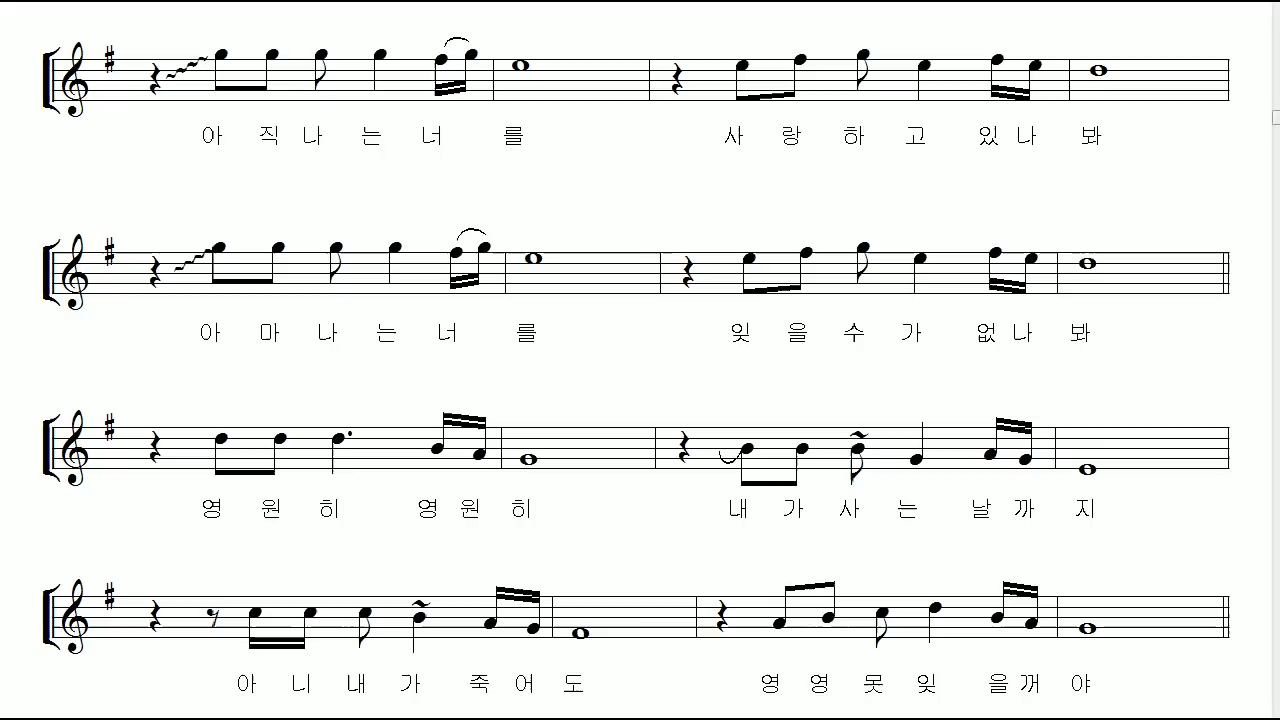 아 직 나 는 너 를 사 랑 하 고 있 나 봐
아 마 나 는 너 를 잊 을 수 가 없 나 봐
영 원 히 영 원 히 내 가 사 는 날 까 지
아 니 내 가 죽 어 도 영 영 못 잊 을 꺼 야